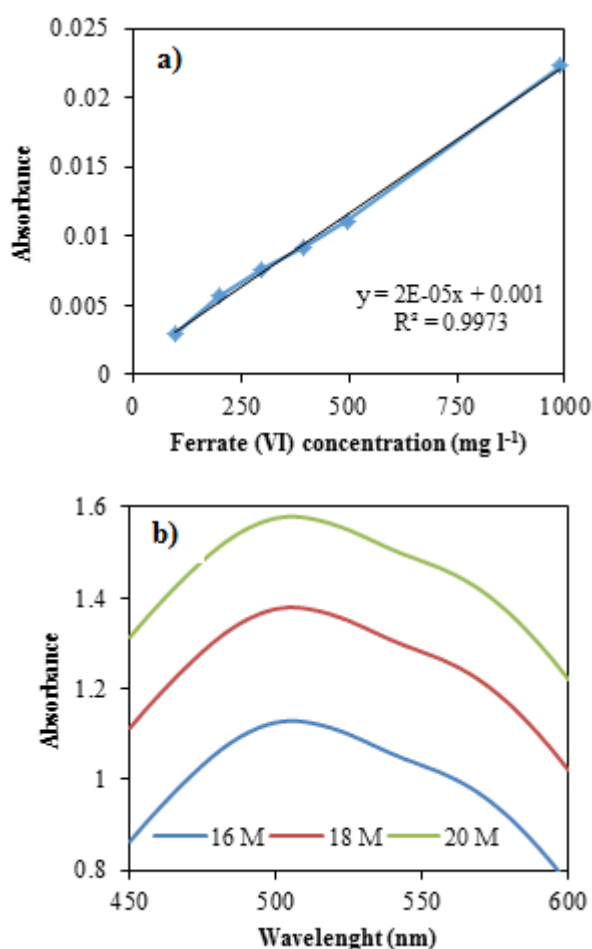 a)
0.025
0.02
0.015
0.01
0.005
0
Absorbance
y = 2E-05x + 0.001
R² = 0.9973
0 250 500 750 1000
Ferrate (VI) concentration (mg l⁻¹)
b)
1.6
1.4
1.2
1
0.8
Absorbance
16 M 18 M 20 M
450 500 550 600
Wavelenght (nm)